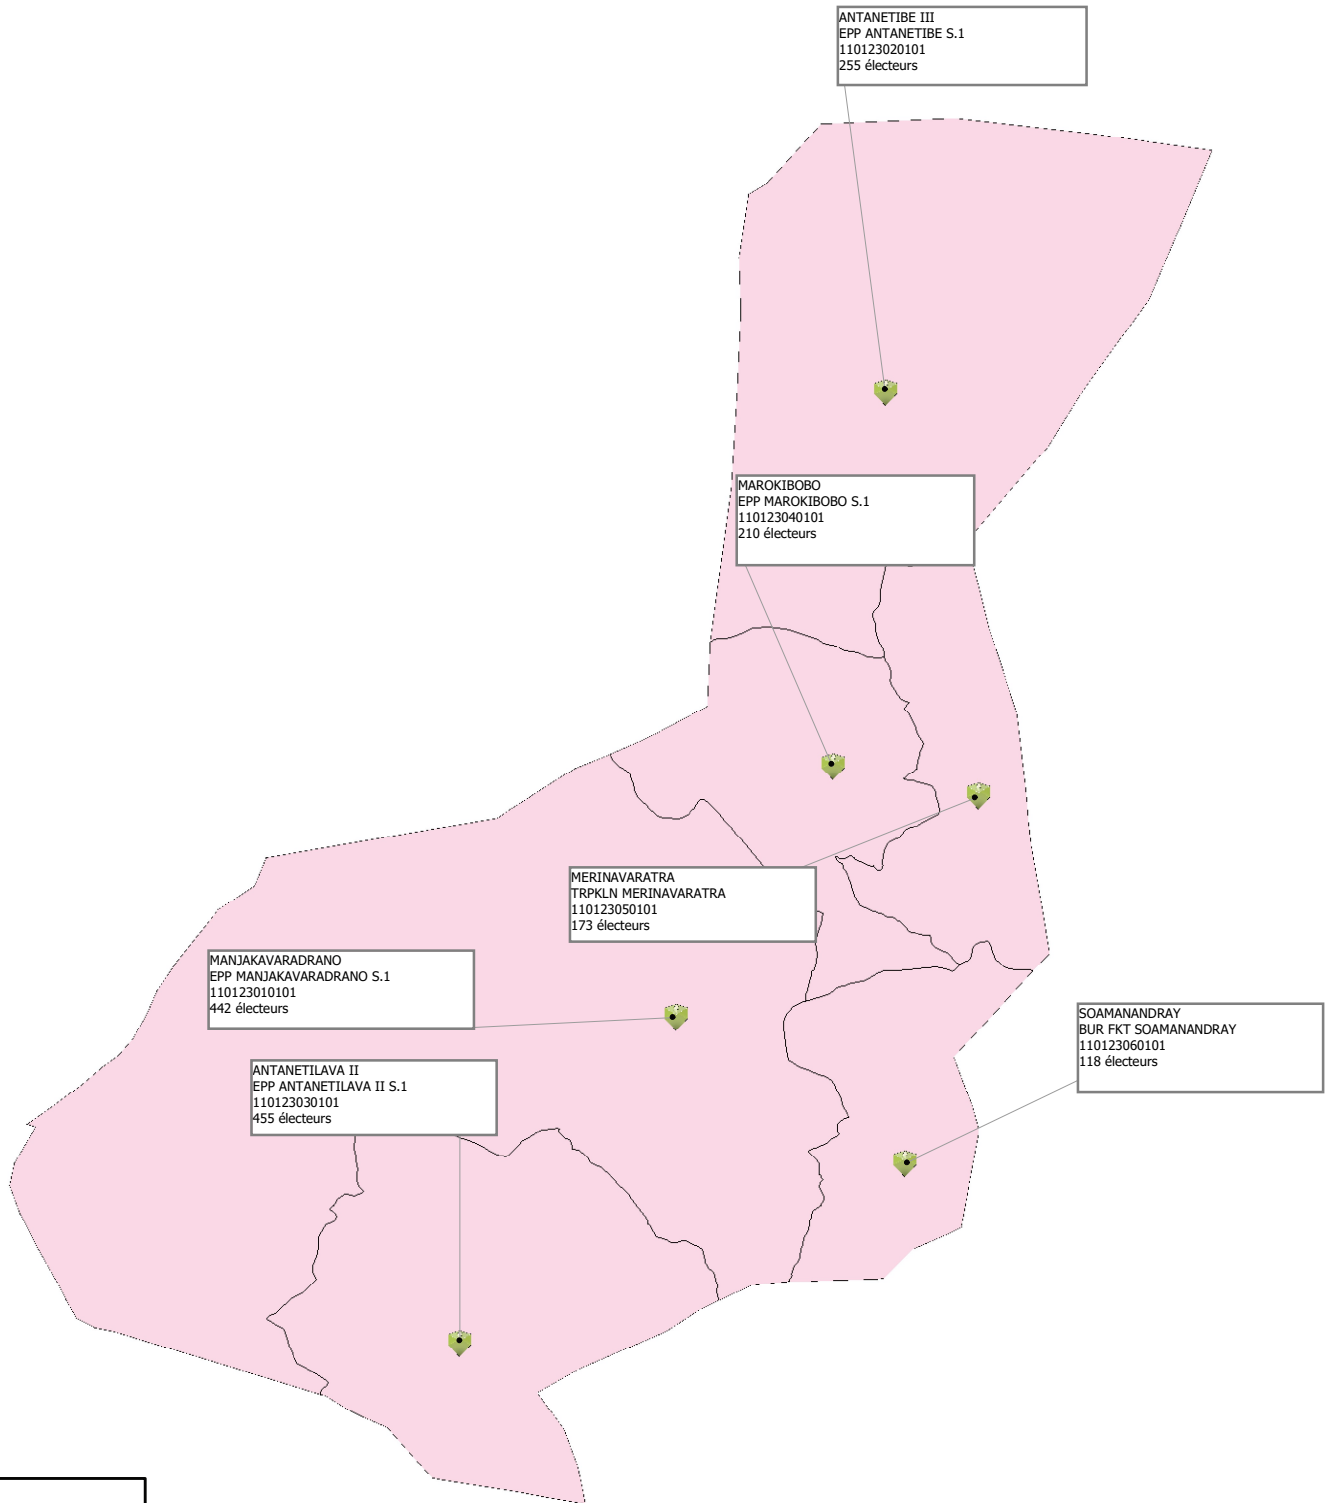 ANTANETIBE III
EPP ANTANETIBE S.1
110123020101
255 électeurs
MAROKIBOBO
EPP MAROKIBOBO S.1
110123040101
210 électeurs
MERINAVARATRA
TRPKLN MERINAVARATRA
110123050101
173 électeurs
MANJAKAVARADRANO
EPP MANJAKAVARADRANO S.1
110123010101
442 électeurs
SOAMANANDRAY
BUR FKT SOAMANANDRAY
110123060101
118 électeurs
ANTANETILAVA II
EPP ANTANETILAVA II S.1
110123030101
455 électeurs